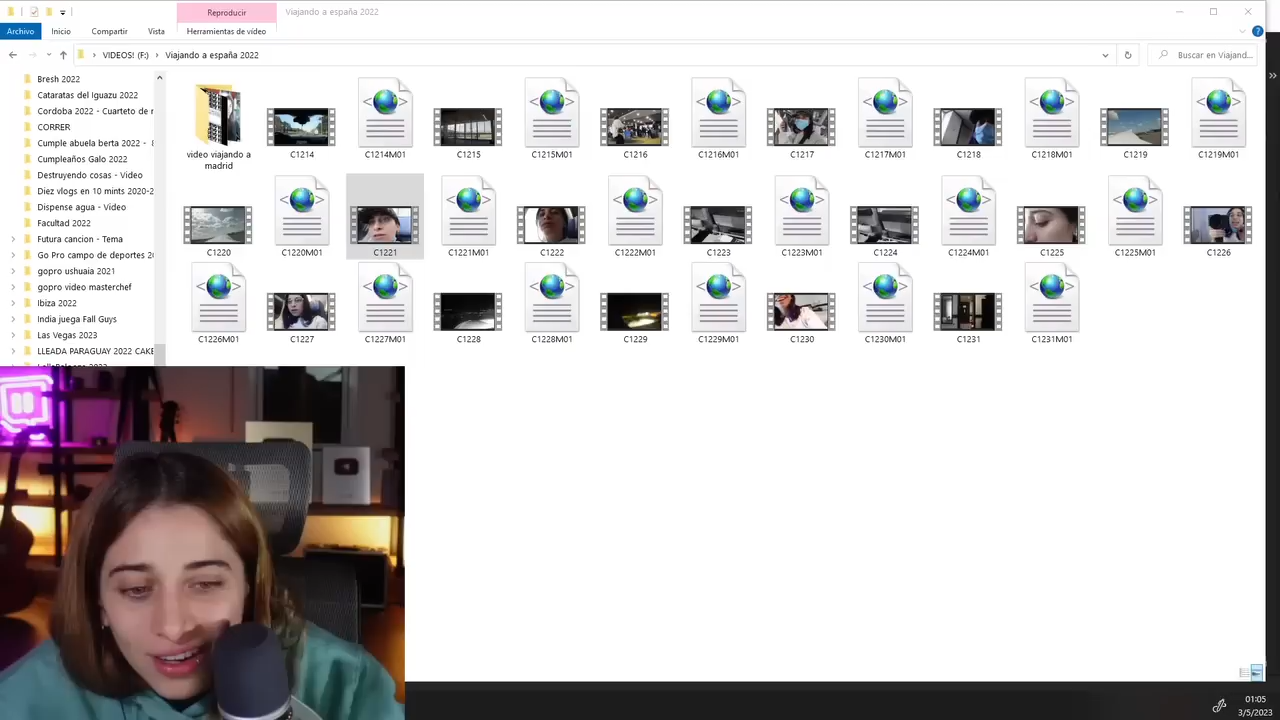 Reproducir
Viajando a españa 2022
Archivo
Inicio
Compartir
Vista
Herramientas de vídeo
VIDEOS! (F:)
Viajando a españa 2022
Buscar en Viajand...
Bresh 2022
Cataratas del Iguazu 2022
Cordoba 2022 - Cuarteto de
CORRER
Cumple abuela berta 2022 -
Cumpleaños Galo 2022
Destruyendo cosas - Video
Diez vlogs en 10 mints 2020-2
Dispense agua - Video
Facultad 2022
Futura cancion - Tema
Go Pro campo de deportes 20
gopro ushuaia 2021
gopro video masterchef
Ibiza 2022
India juega Fall Guys
Las Vegas 2023
LLEADA PARAGUAY 2022 CAKE
video viajando a
madrid
C1214
C1214M01
C1215
C1215M01
C1216
C1216M01
C1217
C1217M01
C1218
C1218M01
C1219
C1219M01
C1220
C1220M01
C1221
C1221M01
C1222
C1222M01
C1223
C1223M01
C1224
C1224M01
C1225
C1225M01
C1226
C1226M01
C1227
C1227M01
C1228
C1228M01
C1229
C1229M01
C1230
C1230M01
C1231
C1231M01
01:05
3/5/2023